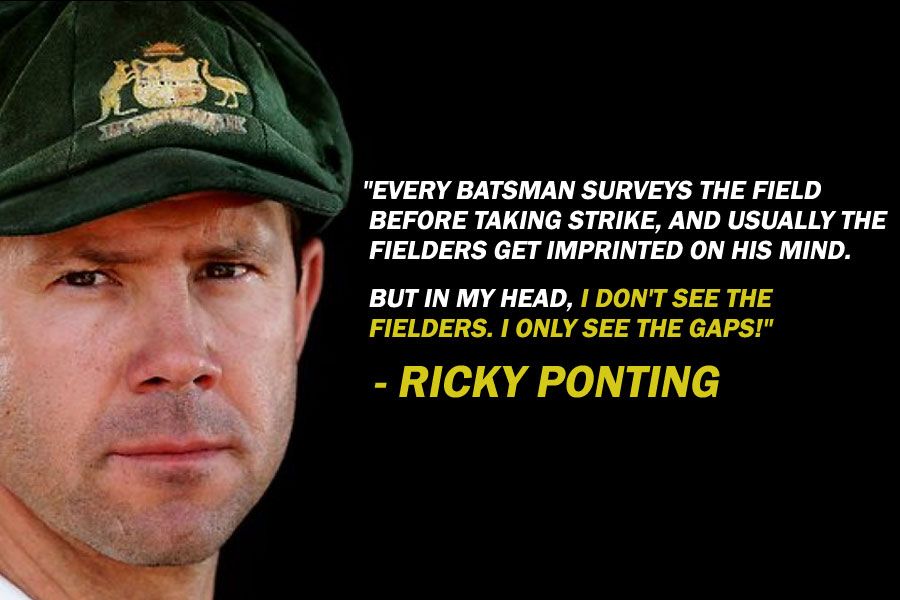 "EVERY BATSMAN SURVEYS THE FIELD
BEFORE TAKING STRIKE, AND USUALLY THE
FIELDERS GET IMPRINTED ON HIS MIND.
BUT IN MY HEAD, I DON'T SEE THE
FIELDERS. I ONLY SEE THE GAPS!"
- RICKY PONTING